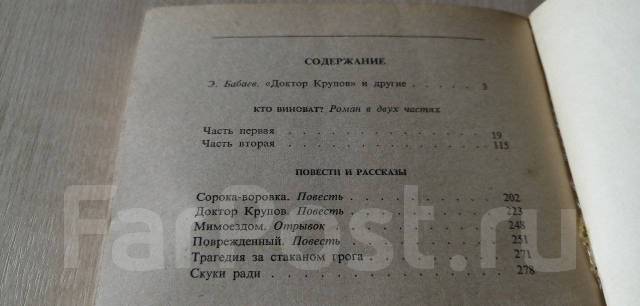 СОДЕРЖАНИЕ
Э. Бабаев. «Доктор Крупов» и другие . . . . . 3
КТО ВИНОВАТ? Роман в двух частях
Часть первая . . . . . . . . . . . . 19
Часть вторая . . . . . . . . . . . . 115
ПОВЕСТИ И РАССКАЗЫ
Сорока-воровка. Повесть . . . . . . . . 202
Доктор Крупов. Повесть . . . . . . . . 223
Мимоездом. Отрывок . . . . . . . . 248
Поврежденный. Повесть . . . . . . . . 251
Трагедия за стаканом грога . . . . . . . 271
Скуки ради . . . . . . . . . . . . 278
FarPost.ru